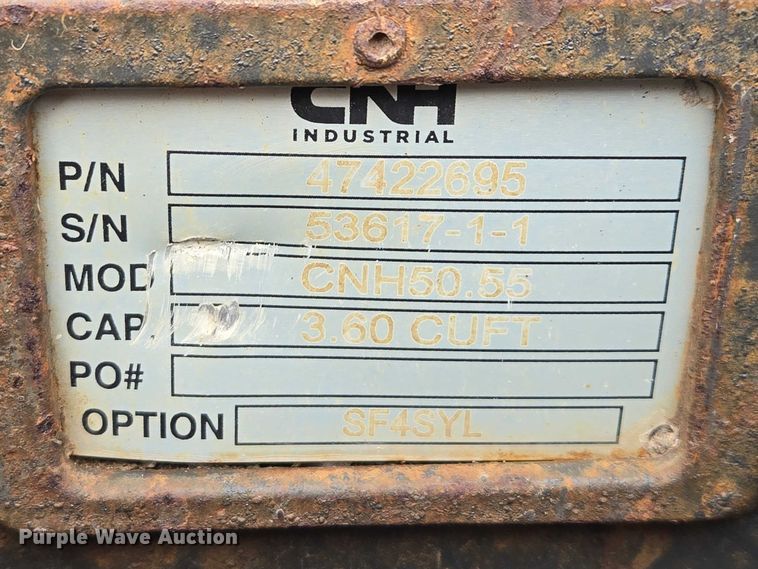 CNH
INDUSTRIAL
P/N 47422695
S/N 53617-1-1
MOD CNH50.55
CAP. 3.60 CUFT
PO#
OPTION SF4SYL
Purple Wave Auction